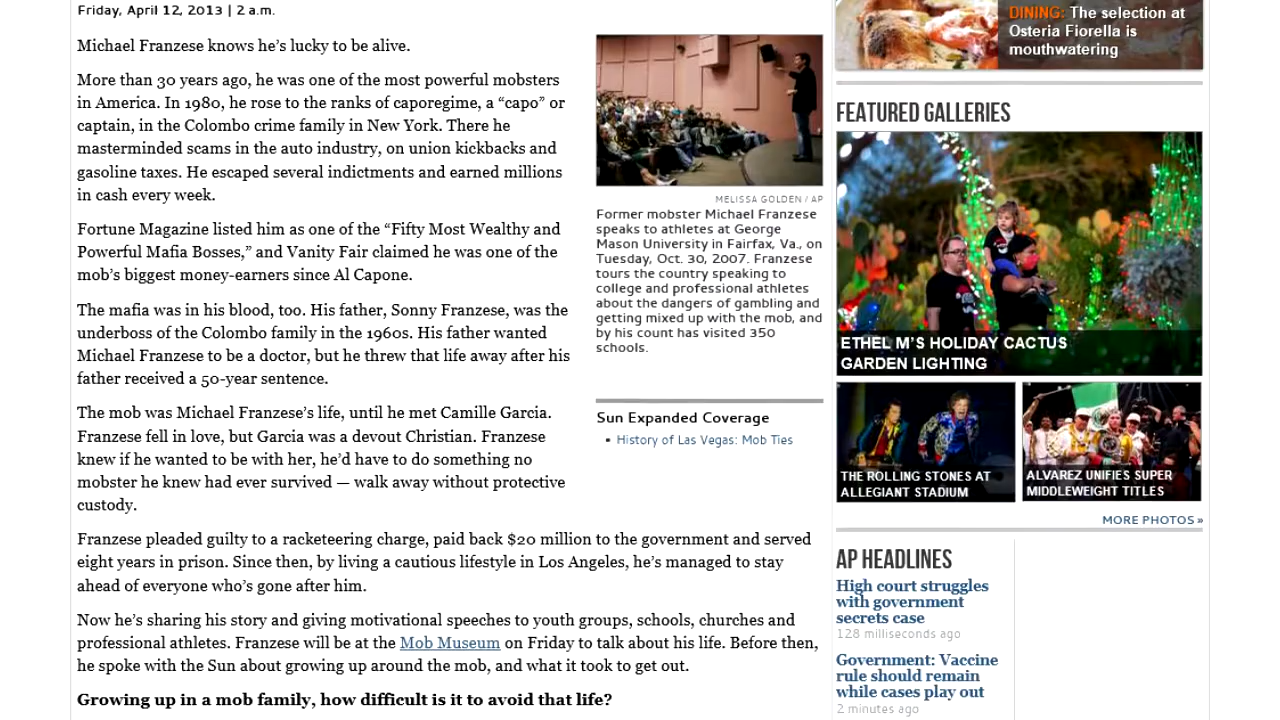 Friday, April 12, 2013 | 2 a.m.
Michael Franzese knows he’s lucky to be alive.
More than 30 years ago, he was one of the most powerful mobsters
in America. In 1980, he rose to the ranks of caporegime, a “capo” or
captain, in the Colombo crime family in New York. There he
masterminded scams in the auto industry, on union kickbacks and
gasoline taxes. He escaped several indictments and earned millions
in cash every week.
Fortune Magazine listed him as one of the “Fifty Most Wealthy and
Powerful Mafia Bosses,” and Vanity Fair claimed he was one of the
mob’s biggest money-earners since Al Capone.
The mafia was in his blood, too. His father, Sonny Franzese, was the
underboss of the Colombo family in the 1960s. His father wanted
Michael Franzese to be a doctor, but he threw that life away after his
father received a 50-year sentence.
The mob was Michael Franzese’s life, until he met Camille Garcia.
Franzese fell in love, but Garcia was a devout Christian. Franzese
knew if he wanted to be with her, he’d have to do something no
mobster he knew had ever survived — walk away without protective
custody.
Franzese pleaded guilty to a racketeering charge, paid back $20 million to the government and served
eight years in prison. Since then, by living a cautious lifestyle in Los Angeles, he’s managed to stay
ahead of everyone who’s gone after him.
Now he’s sharing his story and giving motivational speeches to youth groups, schools, churches and
professional athletes. Franzese will be at the Mob Museum on Friday to talk about his life. Before then,
he spoke with the Sun about growing up around the mob, and what it took to get out.
Growing up in a mob family, how difficult is it to avoid that life?
MELISSA GOLDEN / AP
Former mobster Michael Franzese
speaks to athletes at George
Mason University in Fairfax, Va., on
Tuesday, Oct. 30, 2007. Franzese
tours the country speaking to
college and professional athletes
about the dangers of gambling and
getting mixed up with the mob, and
by his count has visited 350
schools.
Sun Expanded Coverage
▪ History of Las Vegas: Mob Ties
DINING: The selection at
Osteria Fiorella is
mouthwatering
FEATURED GALLERIES
ETHEL M’S HOLIDAY CACTUS
GARDEN LIGHTING
THE ROLLING STONES AT
ALLEGIANT STADIUM
ALVAREZ UNIFIES SUPER
MIDDLEWEIGHT TITLES
MORE PHOTOS »
AP HEADLINES
High court struggles
with government
secrets case
128 milliseconds ago
Government: Vaccine
rule should remain
while cases play out
2 minutes ago